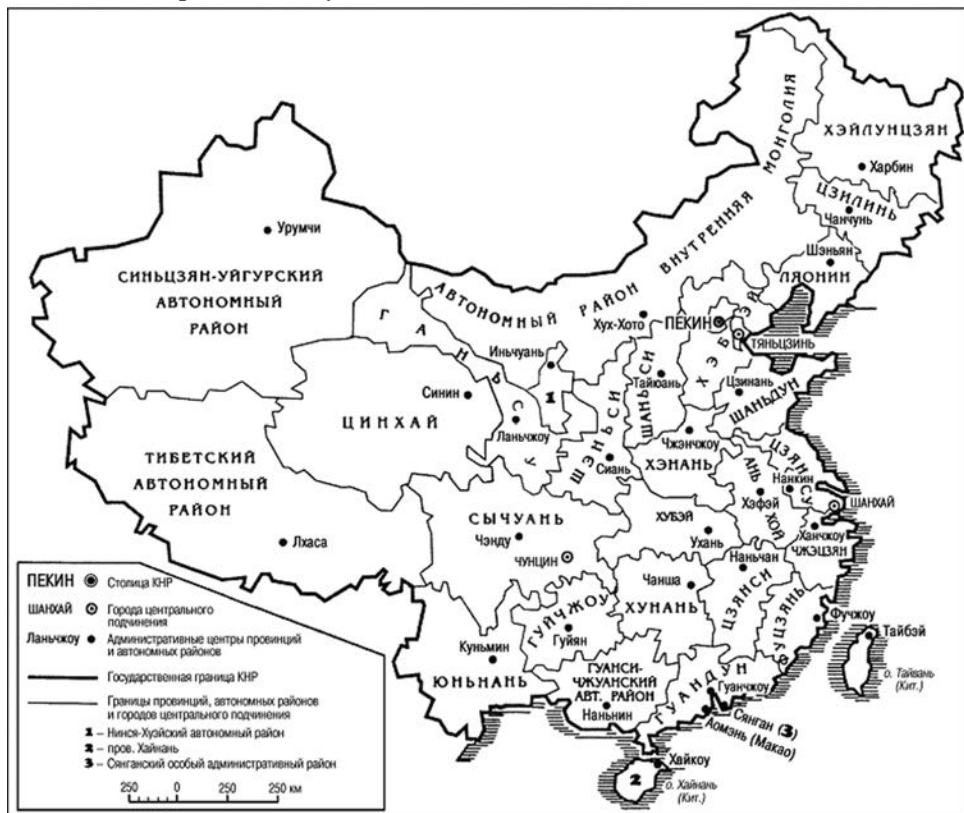 ХЭЙЛУНЦЗЯН
Харбин
ЦЗИЛИНЬ
Чанчунь
Шэньян
ЛЯОНИН
АВТОНОМНЫЙ РАЙОН ВНУТРЕННЯЯ МОНГОЛИЯ
Хух-Хото
Урумчи
СИНЬЦЗЯН-УЙГУРСКИЙ
АВТОНОМНЫЙ
РАЙОН
ГАНЬСУ
Иньчуань
1
ПЕКИН
ХЭБЭЙ
ТЯНЬЦЗИНЬ
Тайюань
ШАНЬСИ
Цзинань
ШАНЬДУН
Синин
ЦИНХАЙ
Ланьчжоу
ШЭНЬСИ
Сиань
Чжэнчжоу
ХЭНАНЬ
ЦЗЯНСУ
Нанкин
АНЬ
ХОЙ
Хэфэй
ШАНХАЙ
Ханчжоу
ЧЖЭЦЗЯН
ТИБЕТСКИЙ
АВТОНОМНЫЙ
РАЙОН
Лхаса
СЫЧУАНЬ
Чэнду
ЧУНЦИН
ХУБЭЙ
Ухань
Наньчан
ЦЗЯНСИ
Чанша
ХУНАНЬ
ГУЙЧЖОУ
Гуйян
ФУЦЗЯНЬ
Фучжоу
Тайбэй
о. Тайвань
(Кит.)
Куньмин
ЮНЬНАНЬ
ГУАНСИ-
ЧЖУАНСКИЙ
АВТ. РАЙОН
Наньнин
ГУАНДУН
Гуанчжоу
Сянган (3)
Аомэнь (Макао)
Хайкоу
2
о. Хайнань
(Кит.)
ПЕКИН Столица КНР
ШАНХАЙ Города центрального
подчинения
Ланьчжоу Административные центры провинций
и автономных районов
Государственная граница КНР
Границы провинций, автономных районов
и городов центрального подчинения
1 – Нинся-Хуэйский автономный район
2 – пров. Хайнань
3 – Сянганский особый административный район
250 0 250 км